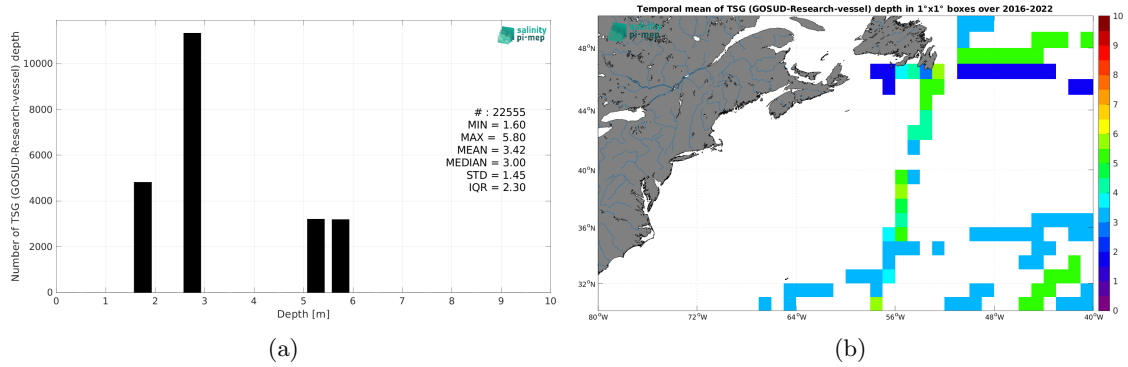 salinity
pi-mep
Number of TSG (GOSUD-Research-vessel) depth
10000
8000
6000
4000
2000
0
# : 22555
MIN = 1.60
MAX = 5.80
MEAN = 3.42
MEDIAN = 3.00
STD = 1.45
IQR = 2.30
0 1 2 3 4 5 6 7 8 9 10
Depth [m]
(a)
Temporal mean of TSG (GOSUD-Research-vessel) depth in 1°x1° boxes over 2016-2022
salinity
pi-mep
48°N
44°N
40°N
36°N
32°N
80°W 72°W 64°W 56°W 48°W 40°W
10
9
8
7
6
5
4
3
2
1
0
(b)